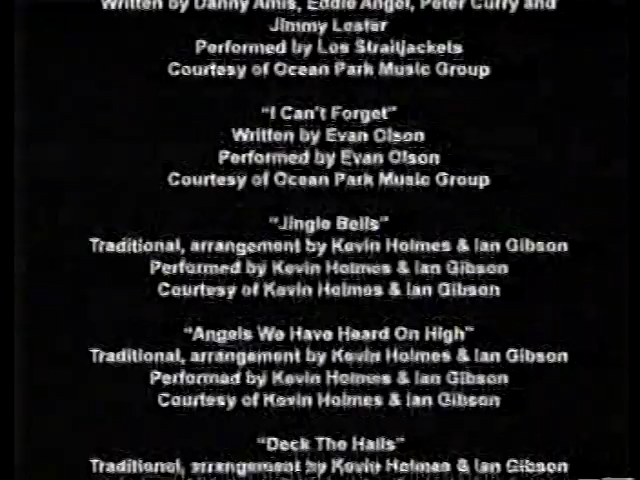 Written by Danny Amis, Eddie Angel, Peter Curry and
Jimmy Lester
Performed by Los Straitjackets
Courtesy of Ocean Park Music Group
"I Can't Forget"
Written by Evan Olson
Performed by Evan Olson
Courtesy of Ocean Park Music Group
"Jingle Bells"
Traditional, arrangement by Kevin Holmes & Ian Gibson
Performed by Kevin Holmes & Ian Gibson
Courtesy of Kevin Holmes & Ian Gibson
"Angels We Have Heard On High"
Traditional, arrangement by Kevin Holmes & Ian Gibson
Performed by Kevin Holmes & Ian Gibson
Courtesy of Kevin Holmes & Ian Gibson
"Deck The Halls"
Traditional, arrangement by Kevin Holmes & Ian Gibson